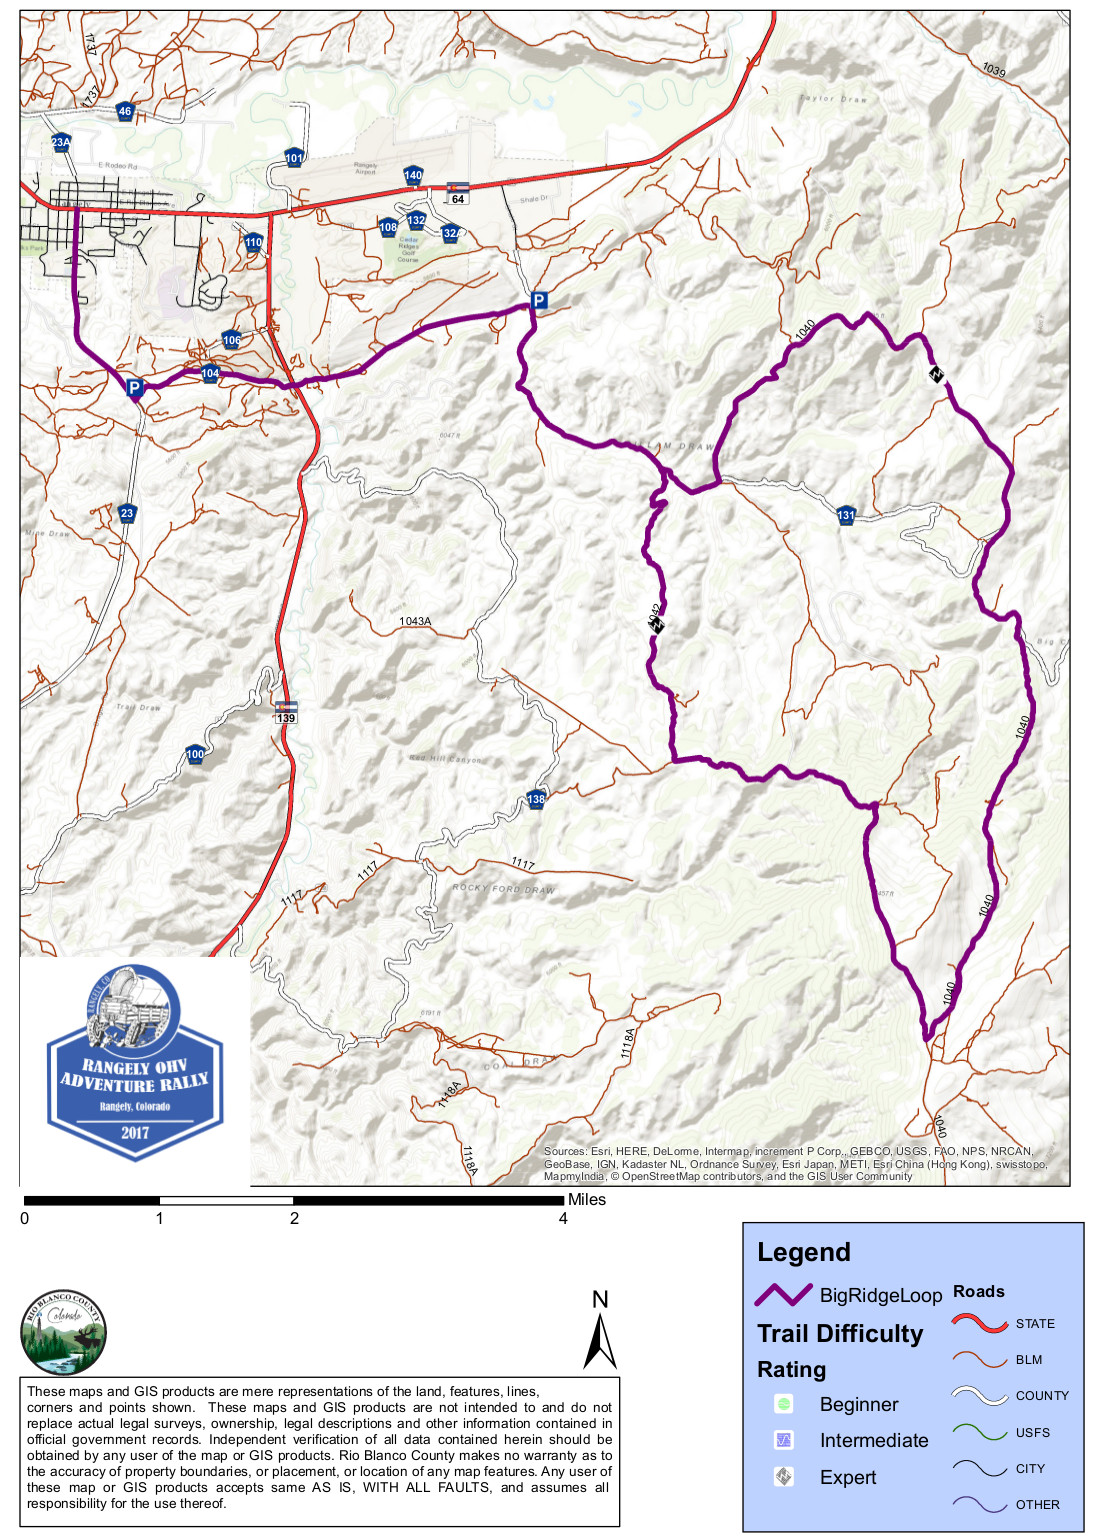 1737
1039
1737
Taylor Draw
46
23A
101
E Rodeo Rd
Rangely
Airport
140
64
Shale Dr
Rangely
108
132
132A
110
Cedar
Ridges
Golf
Course
ks Park
P
106
1040
104
P
6047 ft
131
23
Mine Draw
1042
1043A
Big C
Trail Draw
139
1040
100
Red Hill Canyon
138
1117
1117
1117
ROCKY FORD DRAW
1040
1040
COAL DRAW
1118A
1118A
1118A
1040
RANGELY, CO
RANGELY OHV
ADVENTURE RALLY
Rangely, Colorado
2017
Sources: Esri, HERE, DeLorme, Intermap, increment P Corp., GEBCO, USGS, FAO, NPS, NRCAN,
GeoBase, IGN, Kadaster NL, Ordnance Survey, Esri Japan, METI, Esri China (Hong Kong), swisstopo,
MapmyIndia, © OpenStreetMap contributors, and the GIS User Community
Miles
0 1 2 4
Legend
BigRidgeLoop
Trail Difficulty
Rating
Beginner
Intermediate
Expert
Roads
STATE
BLM
COUNTY
USFS
CITY
OTHER
N
RIO BLANCO COUNTY
Colorado
These maps and GIS products are mere representations of the land, features, lines,
corners and points shown. These maps and GIS products are not intended to and do not
replace actual legal surveys, ownership, legal descriptions and other information contained in
official government records. Independent verification of all data contained herein should be
obtained by any user of the map or GIS products. Rio Blanco County makes no warranty as to
the accuracy of property boundaries, or placement, or location of any map features. Any user of
these map or GIS products accepts same AS IS, WITH ALL FAULTS, and assumes all
responsibility for the use thereof.